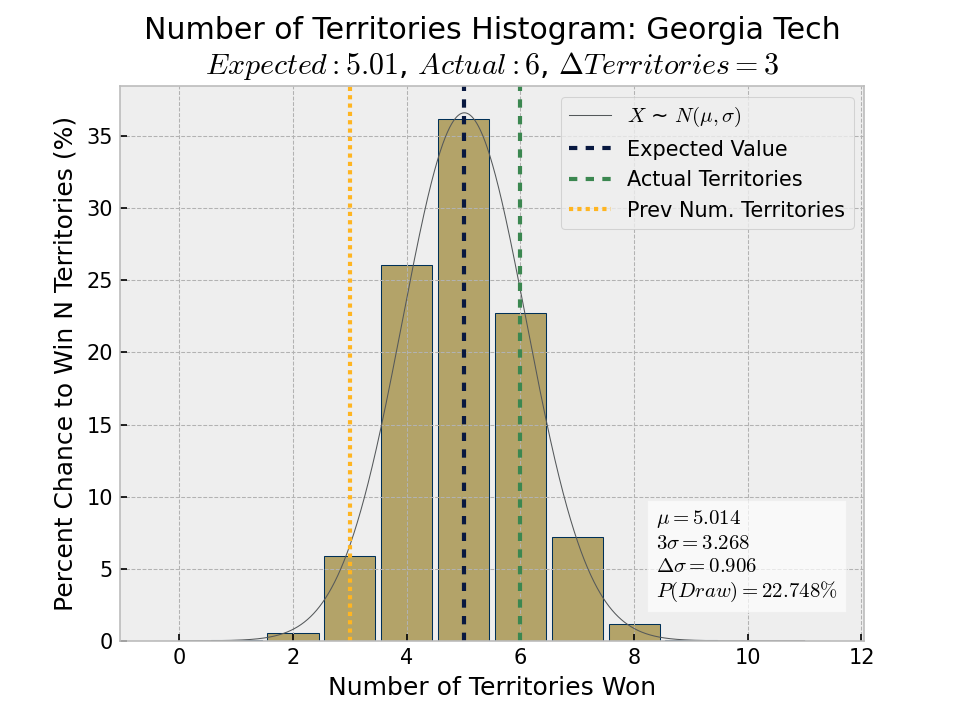 Number of Territories Histogram: Georgia Tech
Expected : 5.01, Actual : 6, ΔTerritories = 3
Percent Chance to Win N Territories (%)
35
30
25
20
15
10
5
0
X ~ N(μ, σ)
Expected Value
Actual Territories
Prev Num. Territories
μ = 5.014
3σ = 3.268
Δσ = 0.906
P(Draw) = 22.748%
0 2 4 6 8 10 12
Number of Territories Won